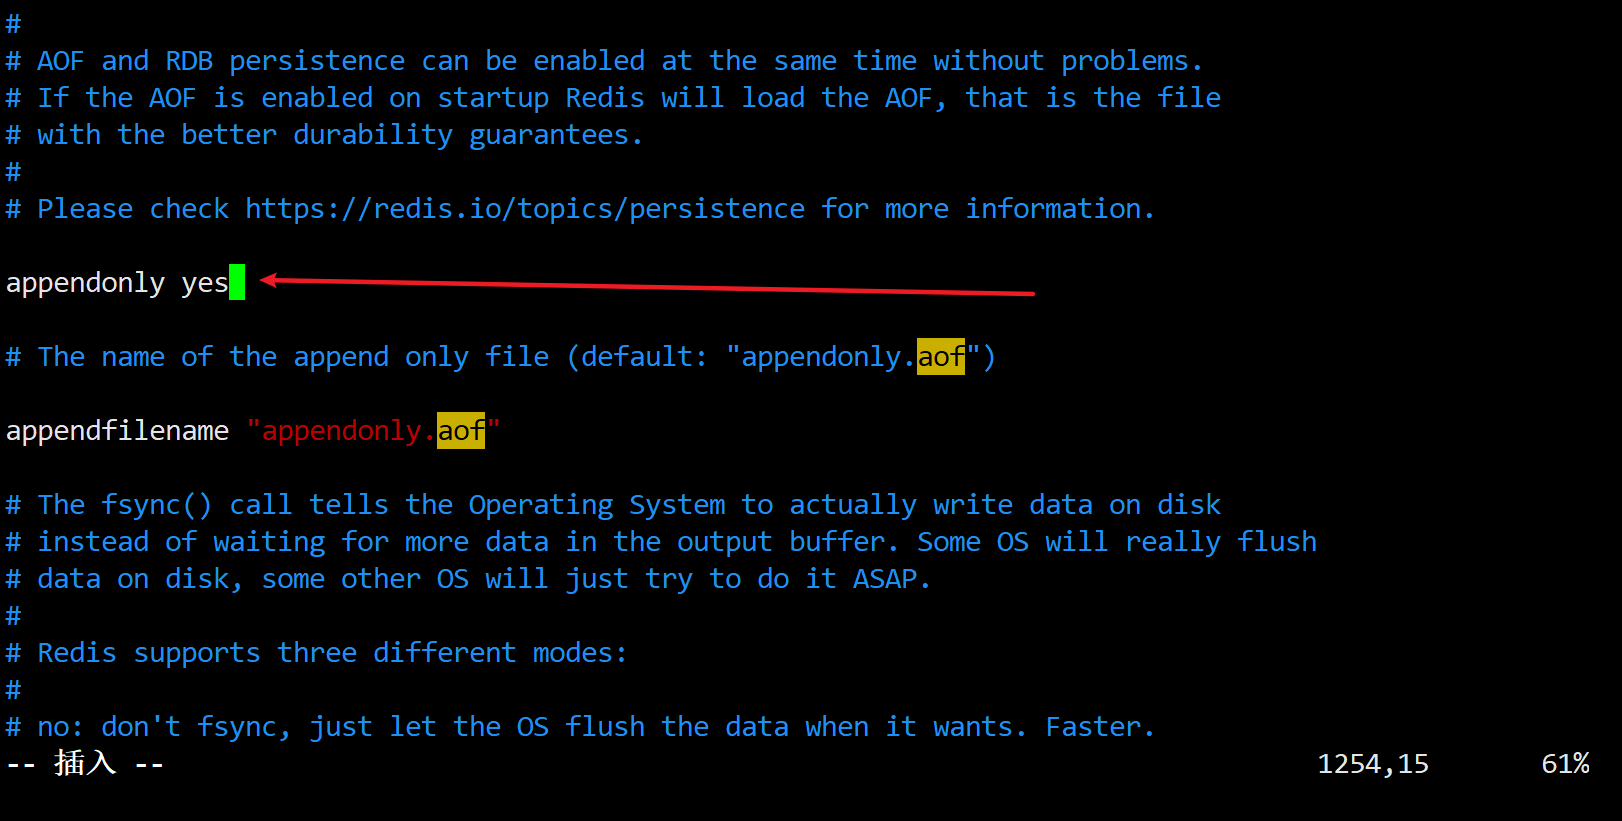 #
# AOF and RDB persistence can be enabled at the same time without problems.
# If the AOF is enabled on startup Redis will load the AOF, that is the file
# with the better durability guarantees.
#
# Please check https://redis.io/topics/persistence for more information.
appendonly yes
# The name of the append only file (default: "appendonly.aof")
appendfilename "appendonly.aof"
# The fsync() call tells the Operating System to actually write data on disk
# instead of waiting for more data in the output buffer. Some OS will really flush
# data on disk, some other OS will just try to do it ASAP.
#
# Redis supports three different modes:
#
# no: don't fsync, just let the OS flush the data when it wants. Faster.
-- 插入 -- 1254,15 61%